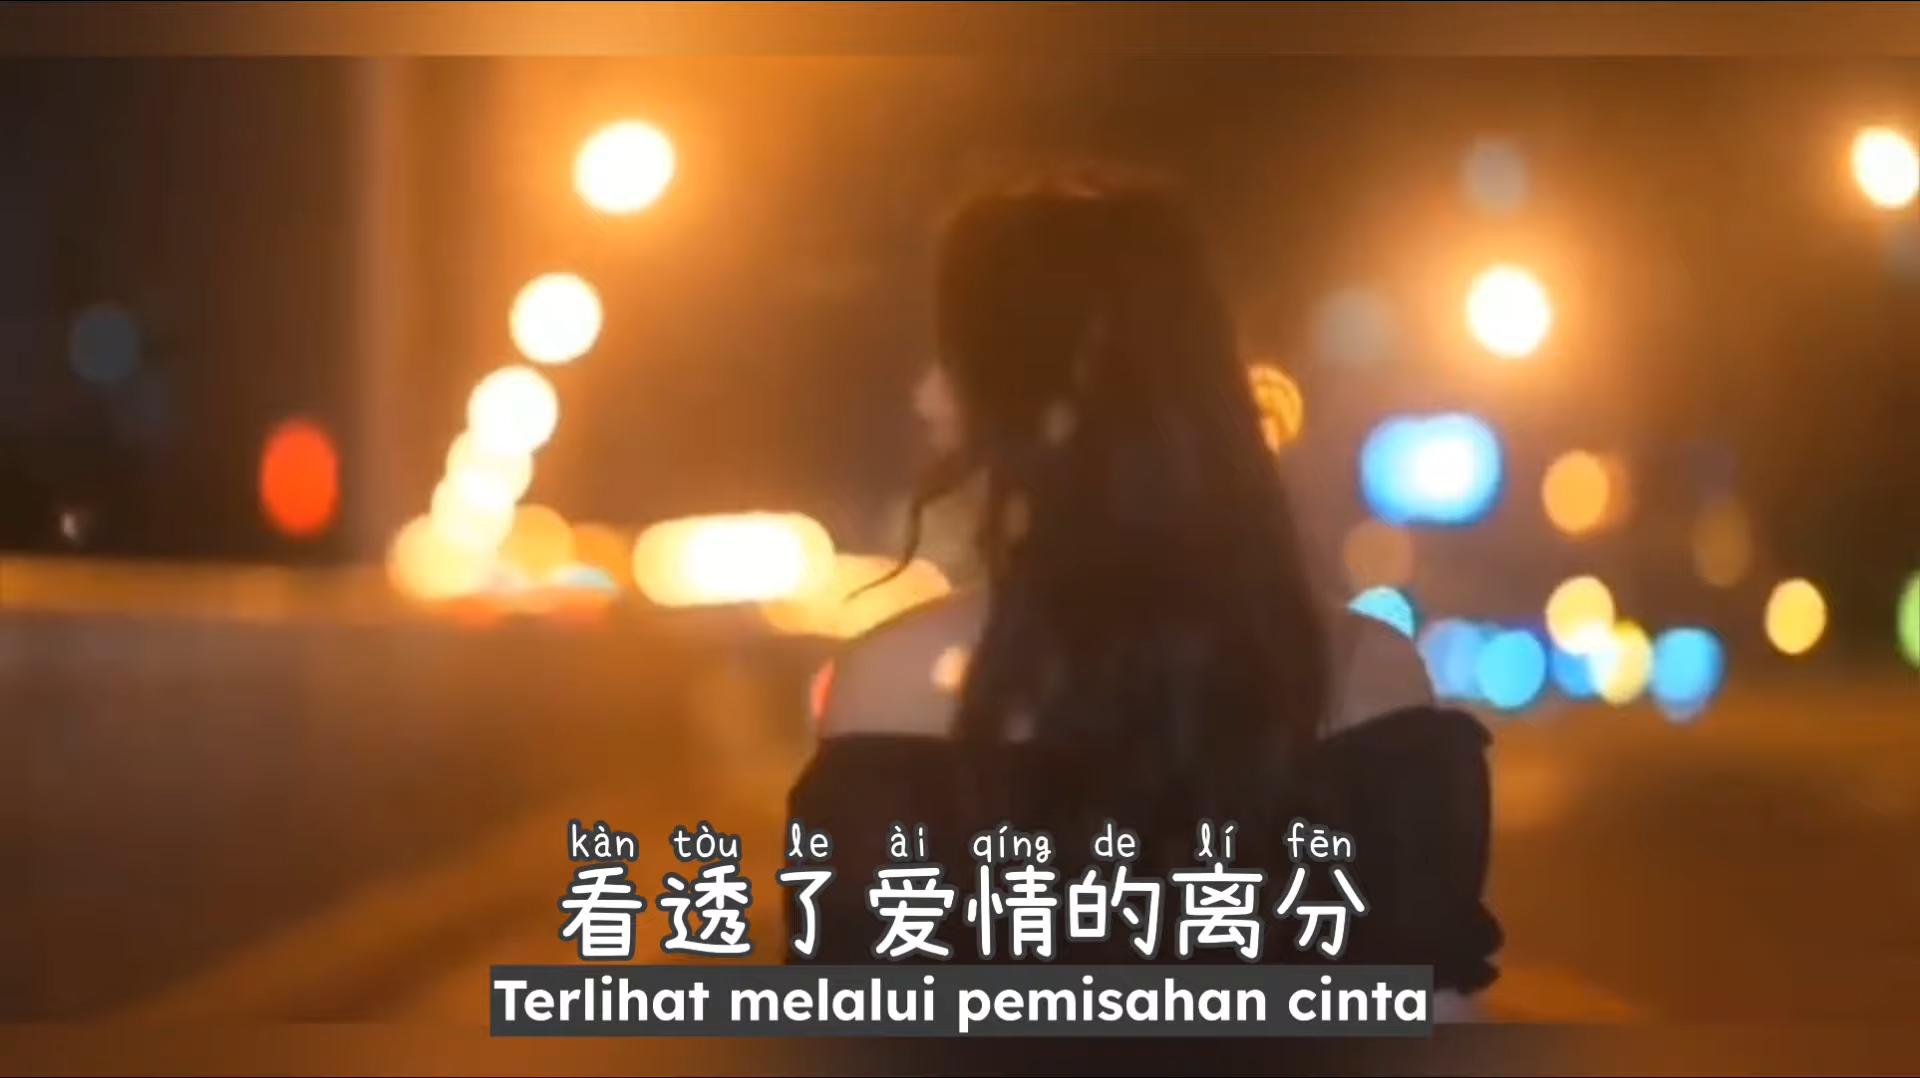 kàn tòu le ài qíng de lí fēn
看透了爱情的离分
Terlihat melalui pemisahan cinta